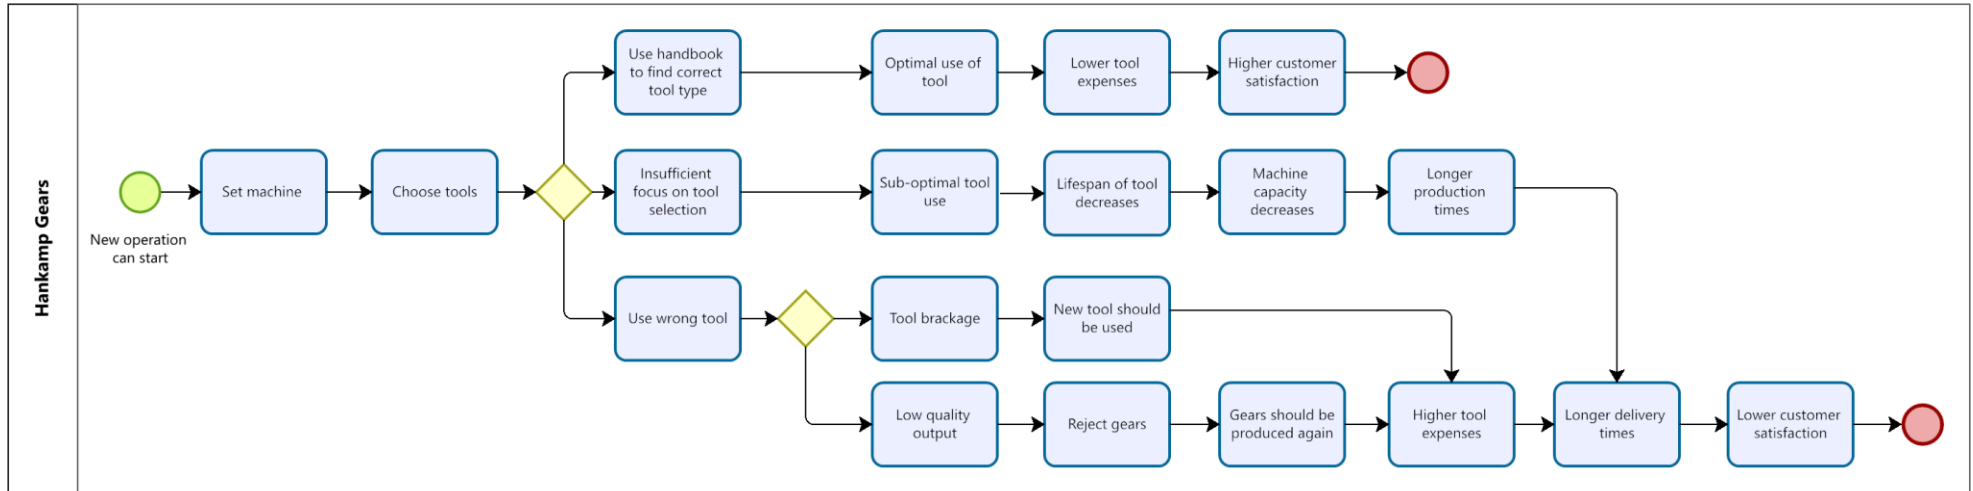 Hankamp Gears
New operation
can start
Set machine
Choose tools
Use handbook
to find correct
tool type
Optimal use of
tool
Lower tool
expenses
Higher customer
satisfaction
Insufficient
focus on tool
selection
Sub-optimal tool
use
Lifespan of tool
decreases
Machine
capacity
decreases
Longer
production
times
Use wrong tool
Tool brackage
New tool should
be used
Low quality
output
Reject gears
Gears should be
produced again
Higher tool
expenses
Longer delivery
times
Lower customer
satisfaction